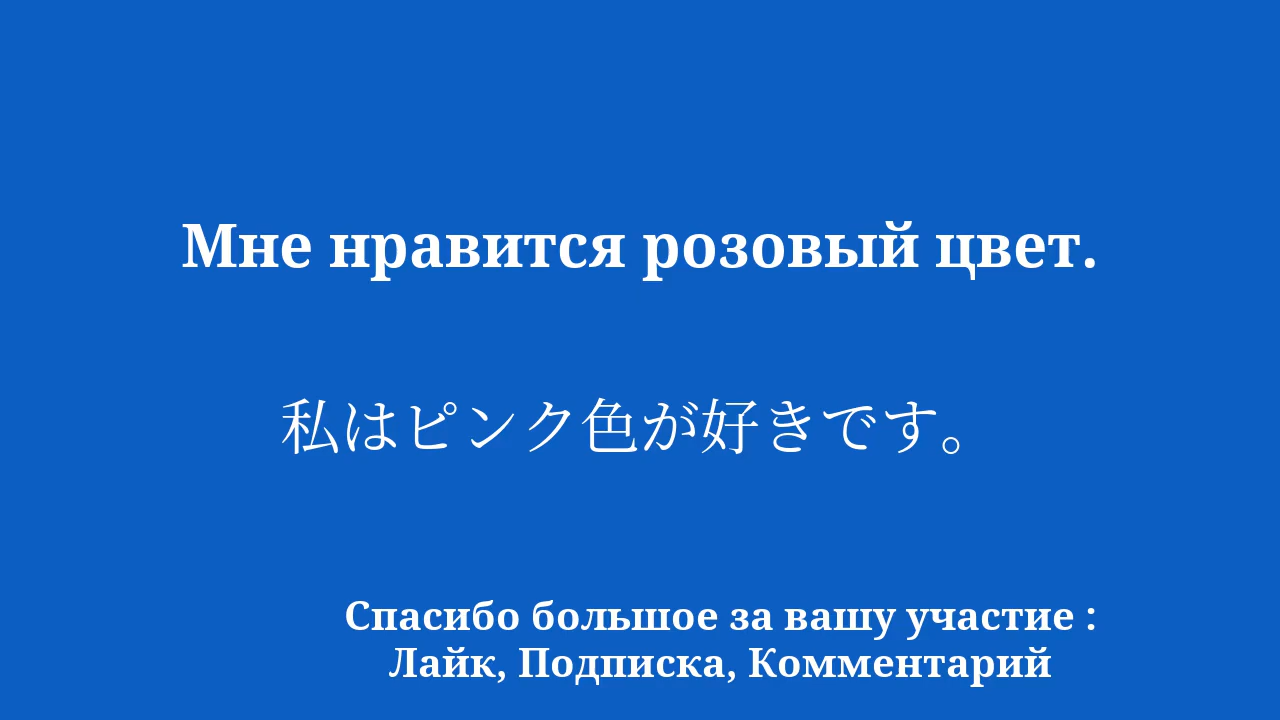 Мне нравится розовый цвет.
私はピンク色が好きです。
Спасибо большое за вашу участие :
Лайк, Подписка, Комментарий